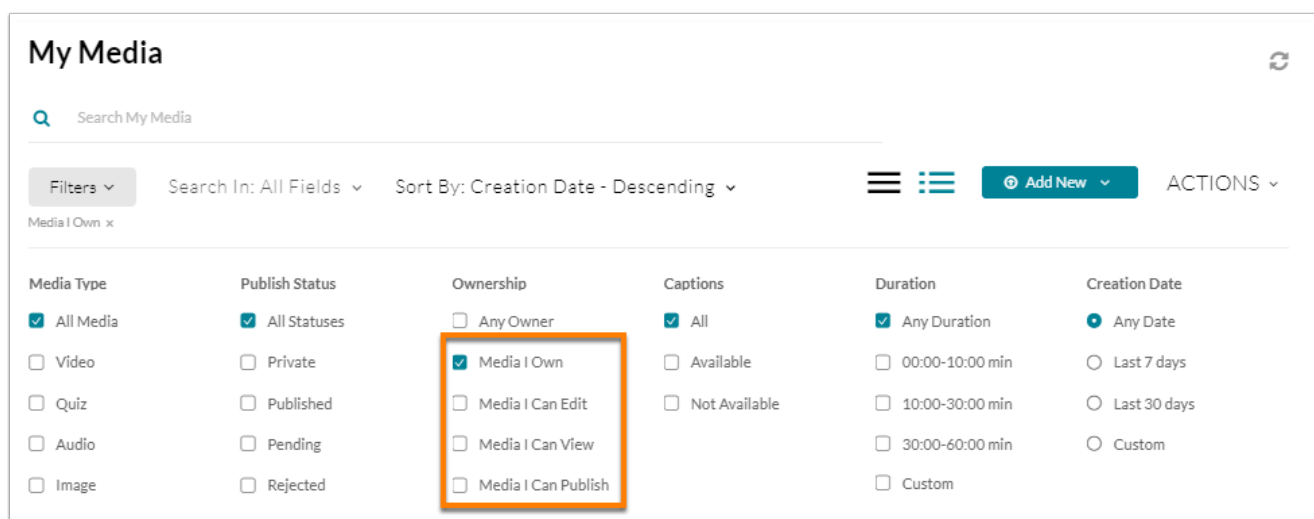 My Media
Search My Media
Filters Search In: All Fields Sort By: Creation Date - Descending Add New ACTIONS
Media I Own ×
Media Type Publish Status Ownership Captions Duration Creation Date
All Media All Statuses Any Owner All Any Duration Any Date
Video Private Media I Own Available 00:00-10:00 min Last 7 days
Quiz Published Media I Can Edit Not Available 10:00-30:00 min Last 30 days
Audio Pending Media I Can View 30:00-60:00 min Custom
Image Rejected Media I Can Publish Custom